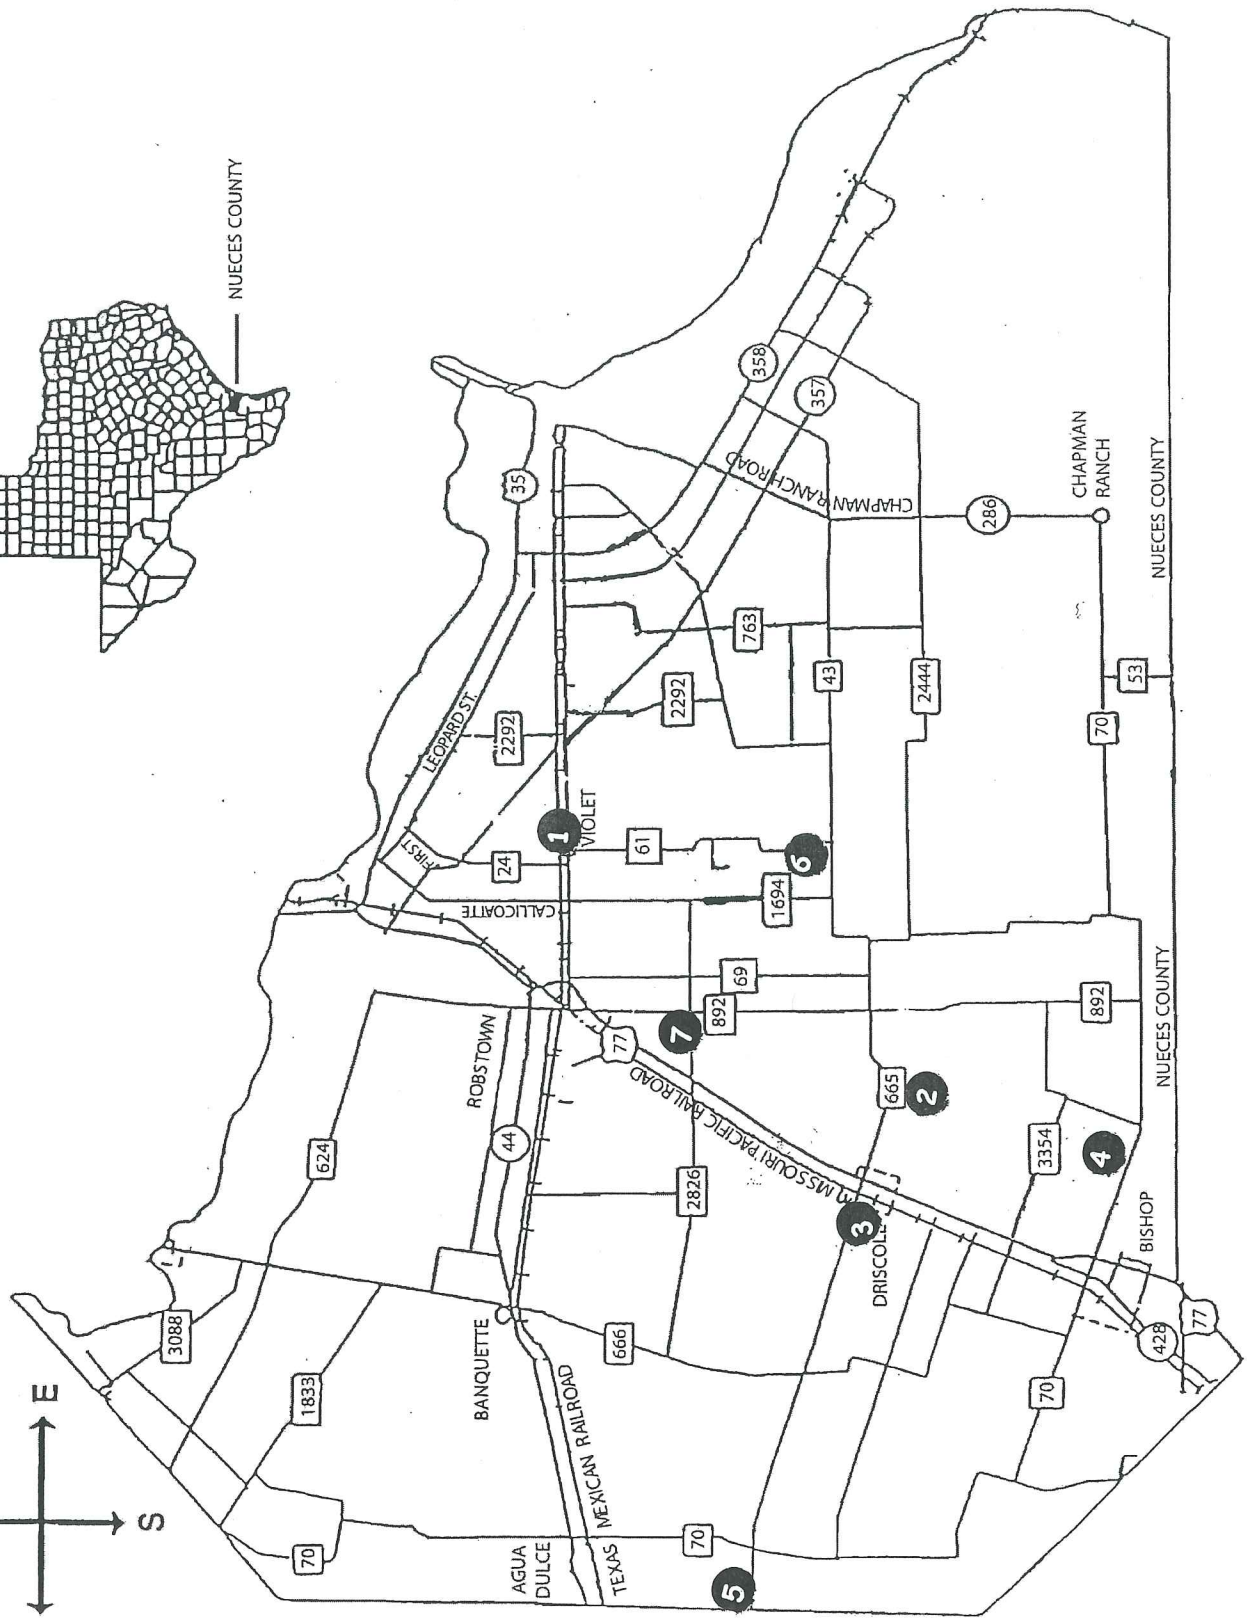 NUECES COUNTY
E
S
3088
624
1833
70
AGUA
DULCE
TEXAS MEXICAN RAILROAD
BANQUETTE
ROBSTOWN
44
666
2826
70
5
LEOPARD ST.
FIRST
24
CALLICOATTE
2292
35
1
VIOLET
61
6
1694
69
892
7
77
MISSOURI PACIFIC RAILROAD
2292
763
43
2444
358
357
CHAPMAN RANCH ROAD
286
CHAPMAN
RANCH
53
70
NUECES COUNTY
665
2
3
DRISCOLL
3354
4
892
NUECES COUNTY
BISHOP
70
428
77